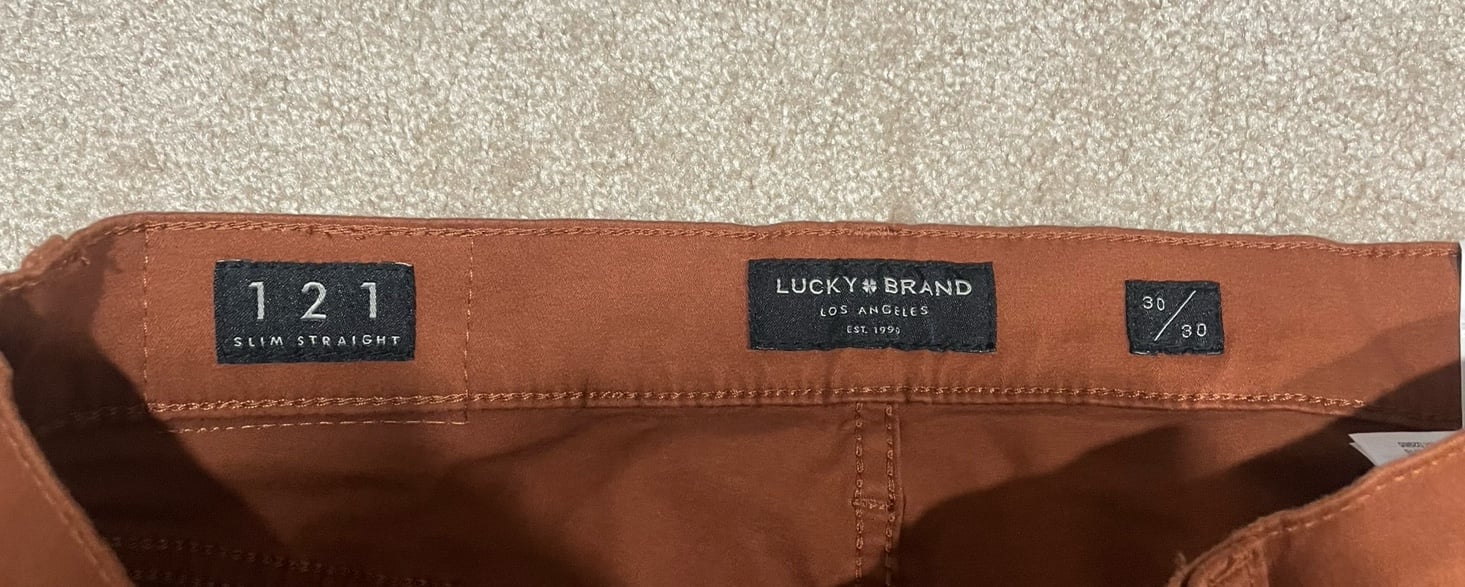 1 2 1
SLIM STRAIGHT
LUCKY BRAND
LOS ANGELES
EST. 1990
30/30